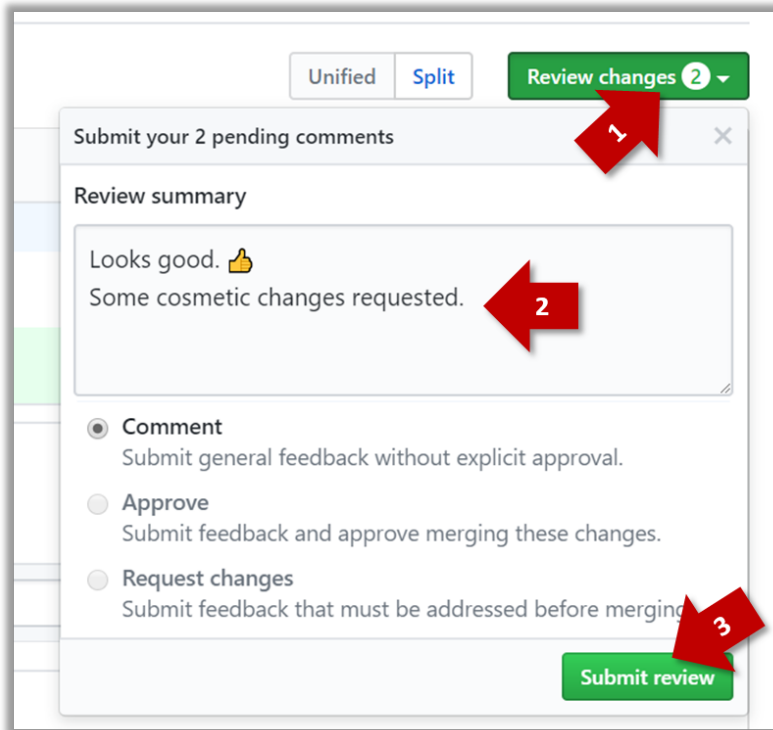 Unified Split Review changes 2
1
Submit your 2 pending comments
Review summary
Looks good. 👍
Some cosmetic changes requested.
2
Comment
Submit general feedback without explicit approval.
Approve
Submit feedback and approve merging these changes.
Request changes
Submit feedback that must be addressed before merging
3
Submit review